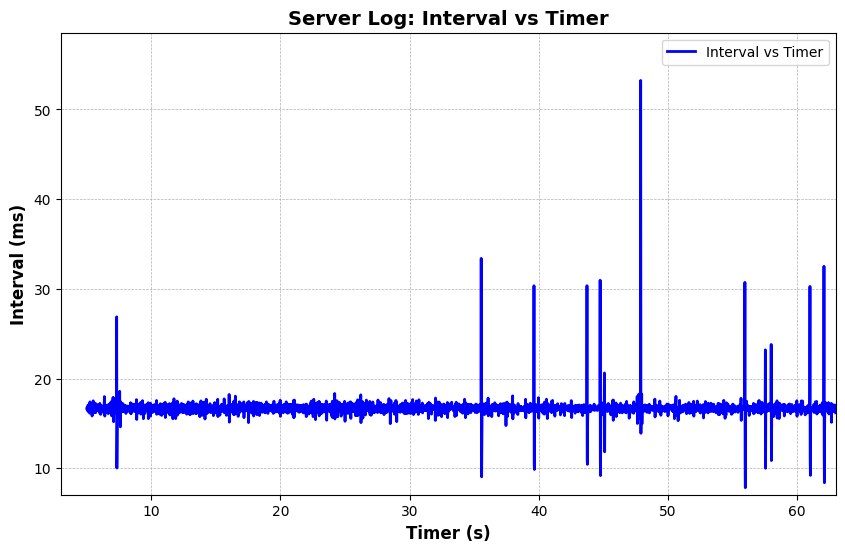 Server Log: Interval vs Timer
Interval vs Timer
Interval (ms)
50
40
30
20
10
10 20 30 40 50 60
Timer (s)